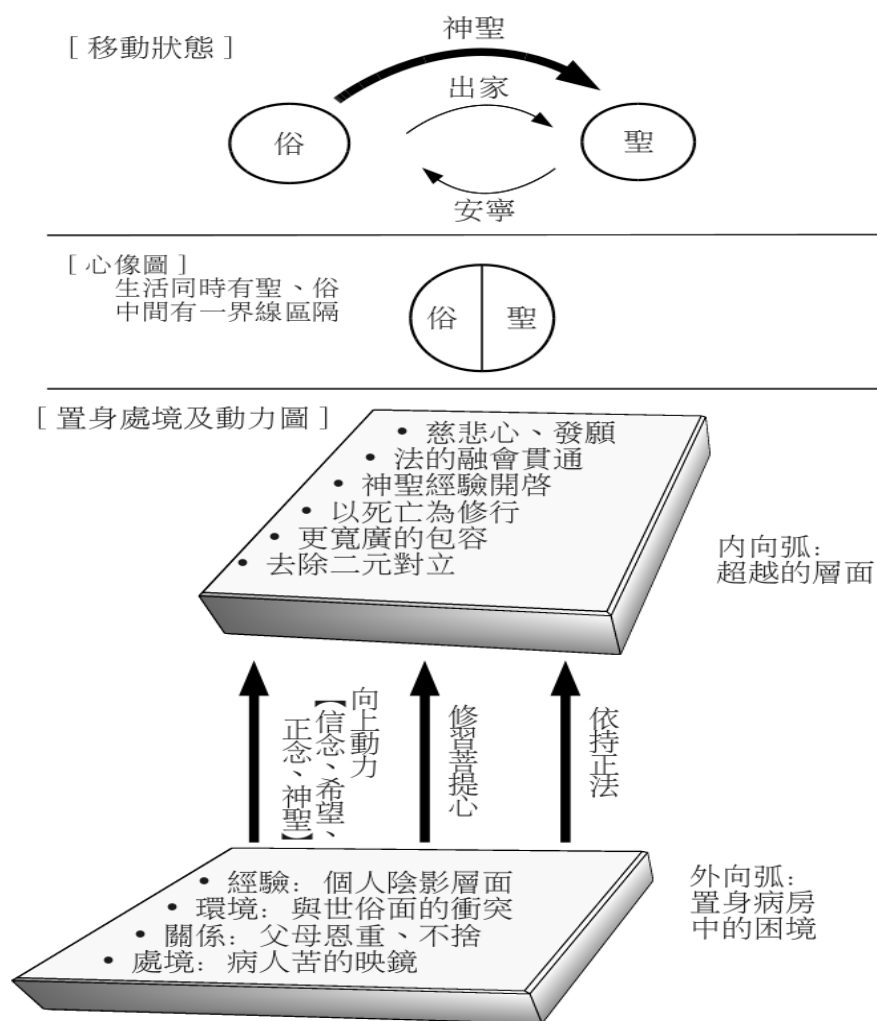 [ 移動狀態 ]
神聖
出家
俗
聖
安寧
[ 心像圖 ]
生活同時有聖、俗
中間有一界線區隔
俗
聖
[ 置身處境及動力圖 ]
• 慈悲心、發願
• 法的融會貫通
• 神聖經驗開啓
• 以死亡為修行
• 更寬廣的包容
• 去除二元對立
内向弧:
超越的層面
向上動力
【信念、希望、
正念、神聖】
修習菩提心
依持正法
• 經驗: 個人陰影層面
• 環境: 與世俗面的衝突
• 關係: 父母恩重、不捨
• 處境: 病人苦的映鏡
外向弧:
置身病房
中的困境